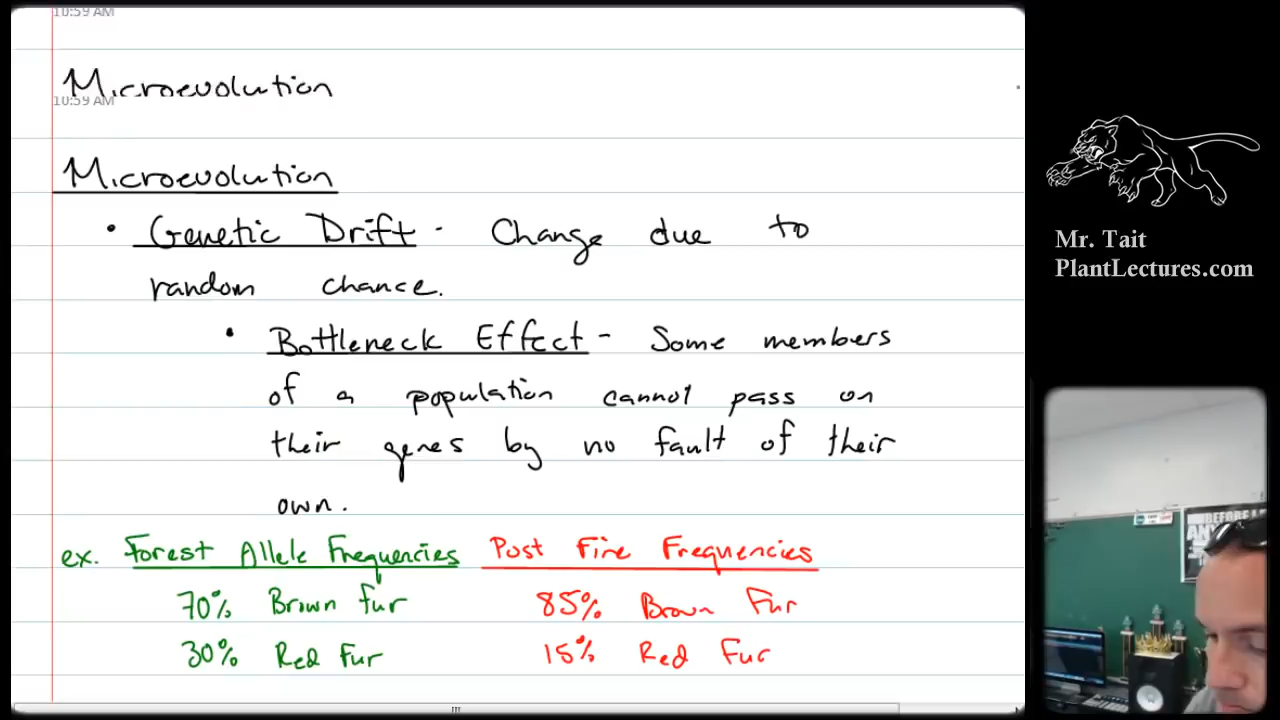 10:59 AM
Microevolution
10:59 AM
Microevolution
• Genetic Drift - Change due to
random chance.
• Bottleneck Effect - Some members
of a population cannot pass on
their genes by no fault of their
own.
ex. Forest Allele Frequencies Post Fire Frequencies
70% Brown fur 85% Brown Fur
30% Red Fur 15% Red Fur
Mr. Tait
PlantLectures.com
BEFORE